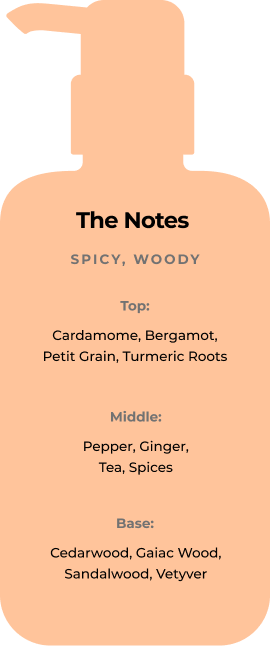 The Notes
SPICY, WOODY
Top:
Cardamome, Bergamot,
Petit Grain, Turmeric Roots
Middle:
Pepper, Ginger,
Tea, Spices
Base:
Cedarwood, Gaiac Wood,
Sandalwood, Vetyver